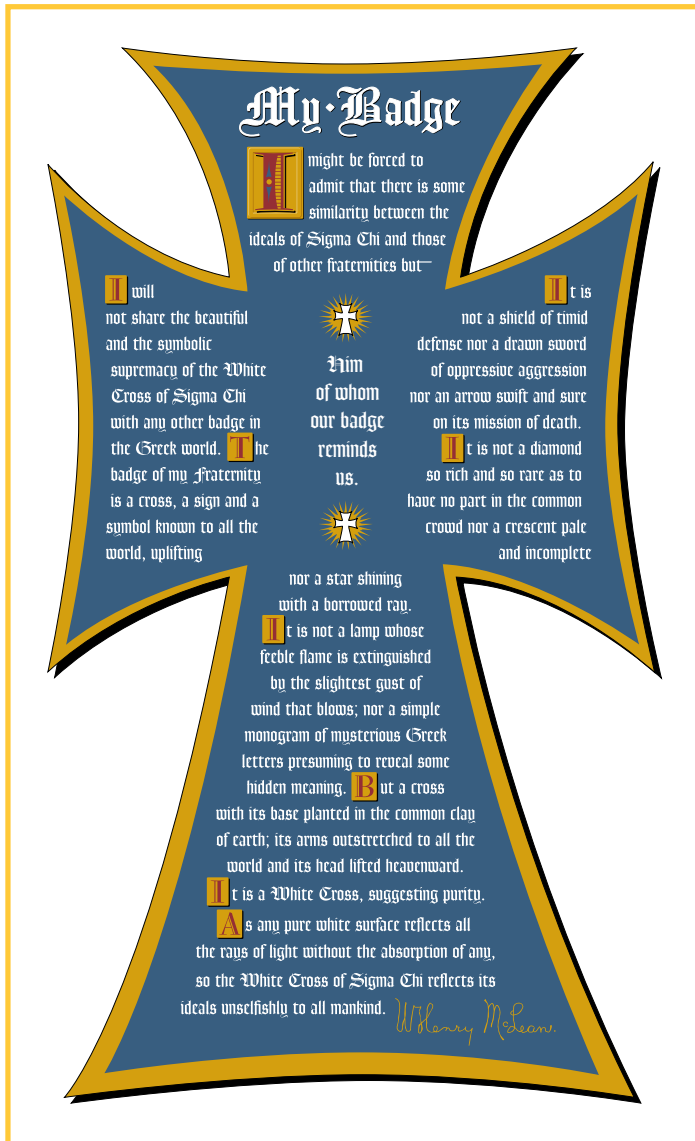 My·Badge
I might be forced to
admit that there is some
similarity between the
ideals of Sigma Chi and those
of other fraternities but—
I will
not share the beautiful
and the symbolic
supremacy of the White
Cross of Sigma Chi
with any other badge in
the Greek world. The
badge of my Fraternity
is a cross, a sign and a
symbol known to all the
world, uplifting
Him
of whom
our badge
reminds
us.
It is
not a shield of timid
defense nor a drawn sword
of oppressive aggression
nor an arrow swift and sure
on its mission of death.
It is not a diamond
so rich and so rare as to
have no part in the common
crowd nor a crescent pale
and incomplete
nor a star shining
with a borrowed ray.
It is not a lamp whose
feeble flame is extinguished
by the slightest gust of
wind that blows; nor a simple
monogram of mysterious Greek
letters presuming to reveal some
hidden meaning. But a cross
with its base planted in the common clay
of earth; its arms outstretched to all the
world and its head lifted heavenward.
It is a White Cross, suggesting purity.
As any pure white surface reflects all
the rays of light without the absorption of any,
so the White Cross of Sigma Chi reflects its
ideals unselfishly to all mankind.
W Henry McLean.